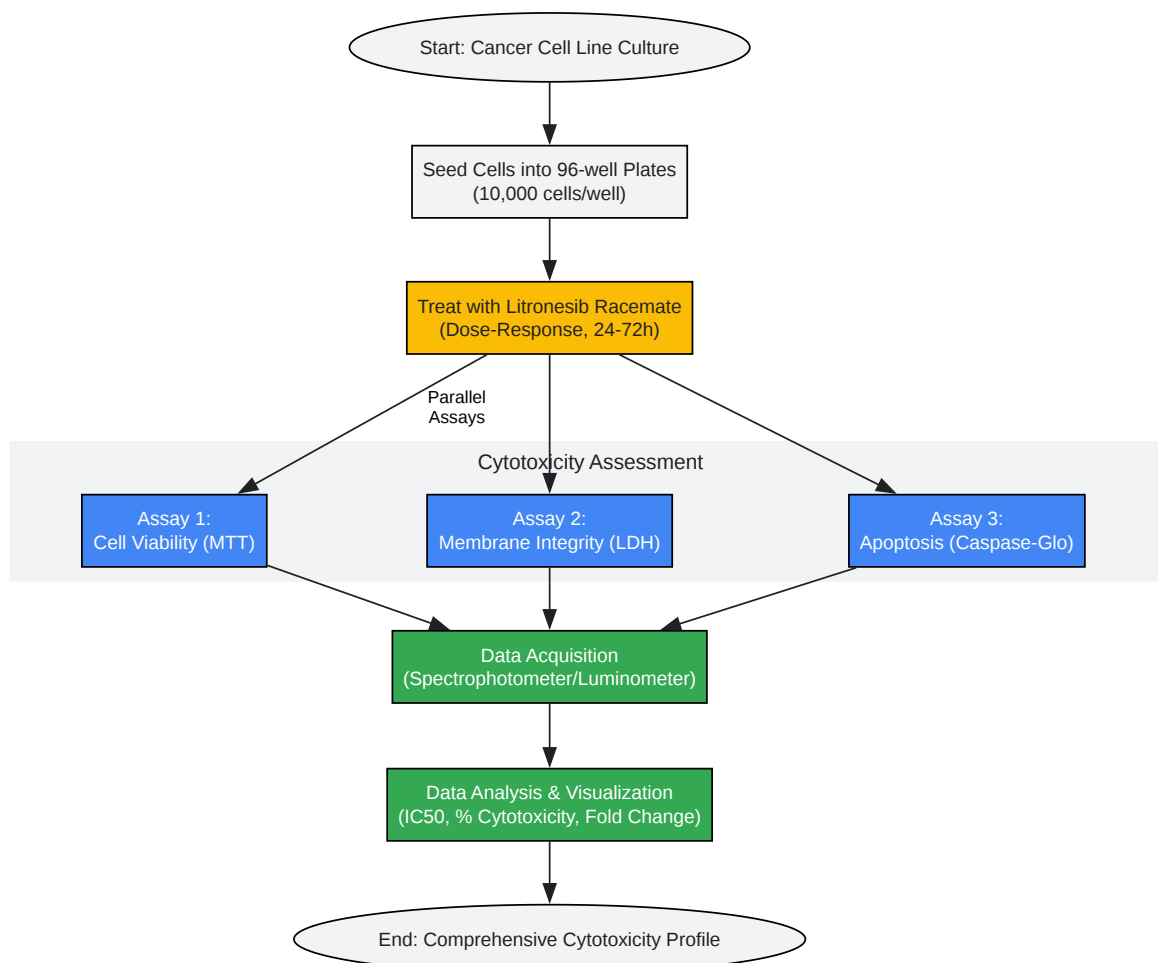 Start: Cancer Cell Line Culture
Seed Cells into 96-well Plates
(10,000 cells/well)
Treat with Litronesib Racemate
(Dose-Response, 24-72h)
Parallel
Assays
Cytotoxicity Assessment
Assay 1:
Cell Viability (MTT)
Assay 2:
Membrane Integrity (LDH)
Assay 3:
Apoptosis (Caspase-Glo)
Data Acquisition
(Spectrophotometer/Luminometer)
Data Analysis & Visualization
(IC50, % Cytotoxicity, Fold Change)
End: Comprehensive Cytotoxicity Profile